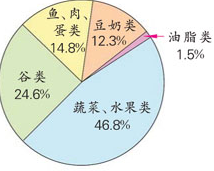 鱼、肉、
蛋类
14.8%
豆奶类
12.3%
油脂类
1.5%
谷类
24.6%
蔬菜、水果类
46.8%